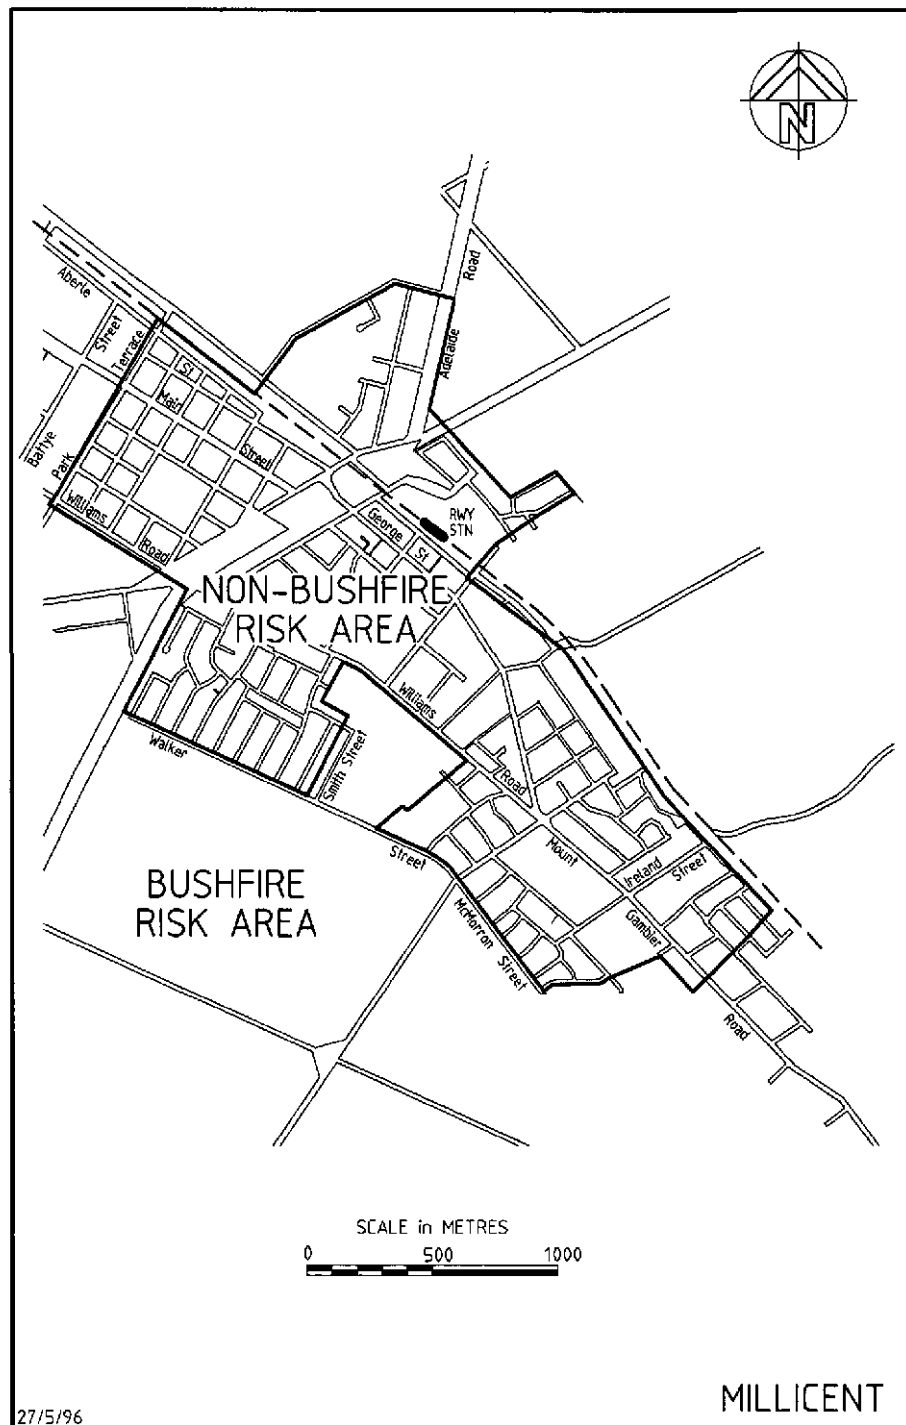 N
Road
Adelaide
Aberle
Street
Terrace
St.
Main
Street
Battye
Park
Williams
Road
George
St.
RWY
STN
NON-BUSHFIRE
RISK AREA
Williams
Road
Walker
Smith Street
Street
Mount
Ireland
Street
Gambier
McMorron
Street
Road
BUSHFIRE
RISK AREA
SCALE in METRES
0 500 1000
MILLICENT
27/5/96